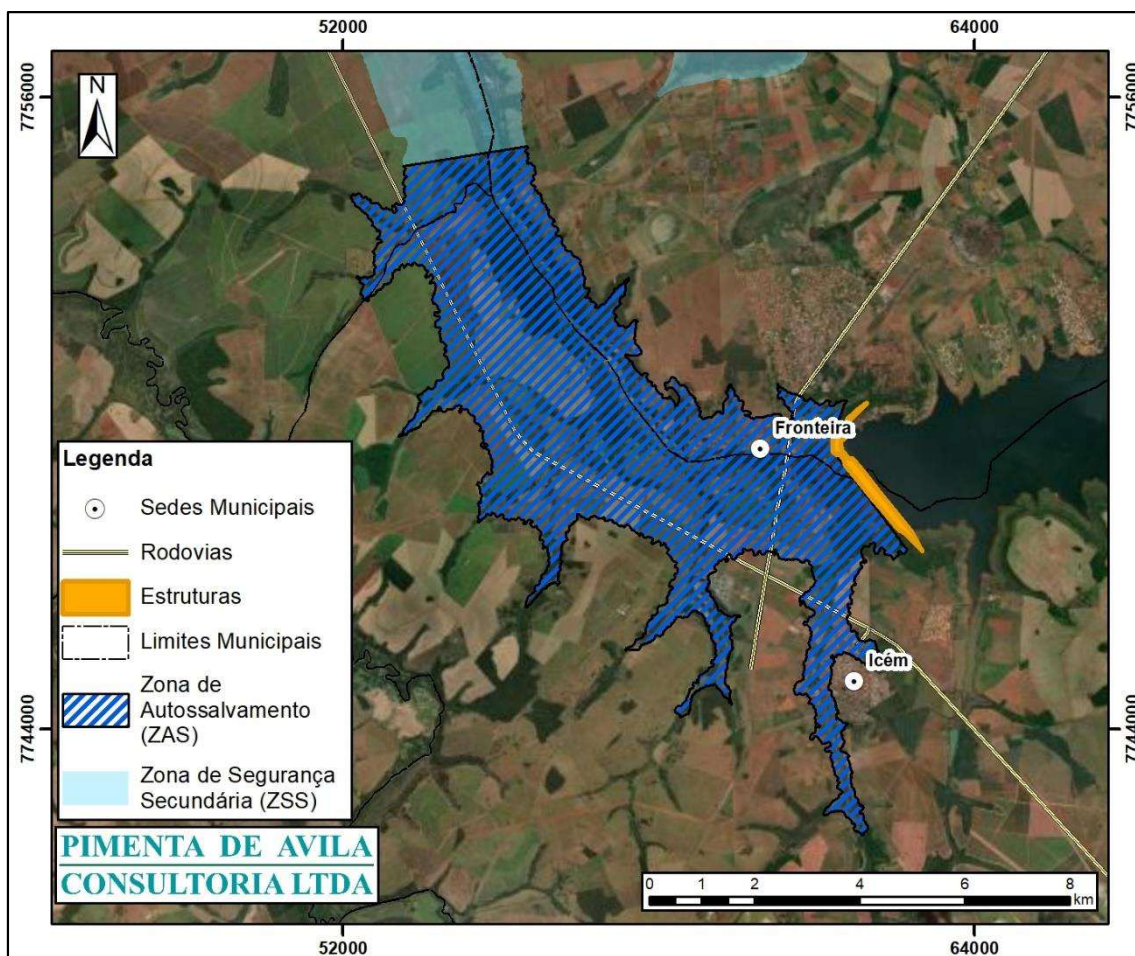 52000
64000
7756000
7756000
N
Fronteira
Legenda
Sedes Municipais
Rodovias
Estruturas
Limites Municipais
Zona de
Autossalvamento
(ZAS)
Zona de Segurança
Secundária (ZSS)
Icém
7744000
7744000
PIMENTA DE AVILA
CONSULTORIA LTDA
0 1 2 4 6 8
km
52000
64000